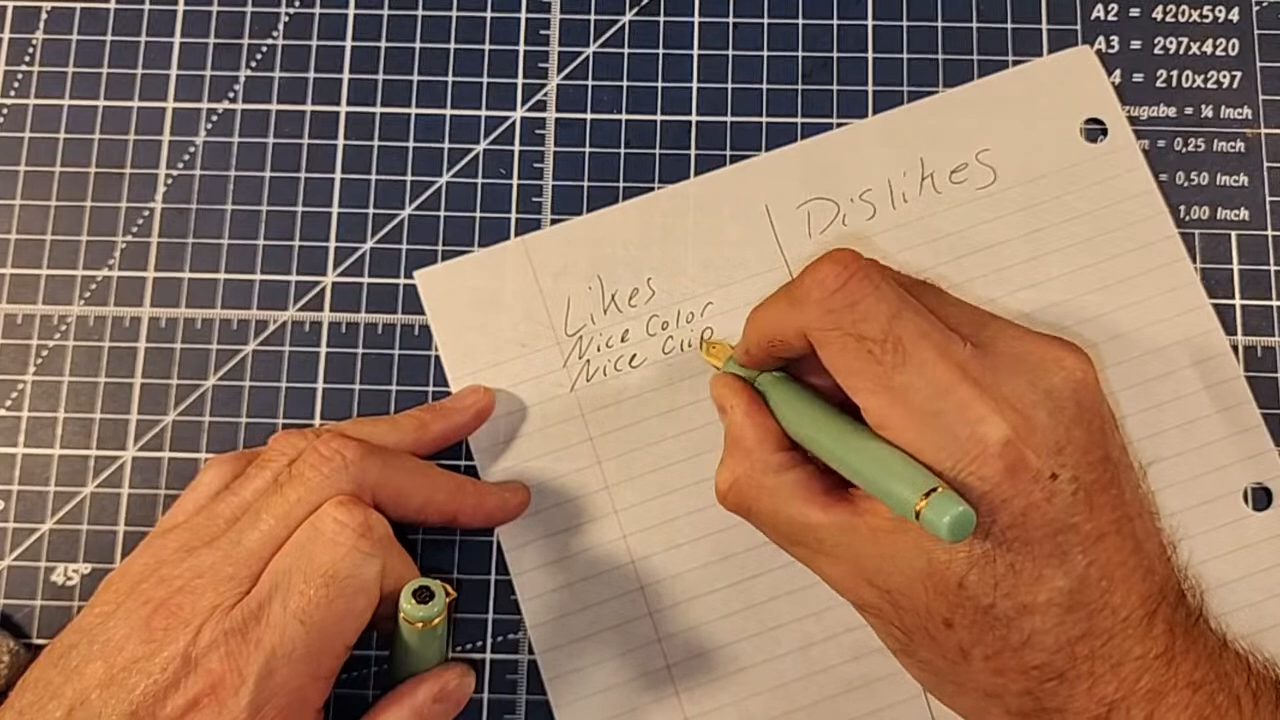 A2 = 420x594
A3 = 297x420
4 = 210x297
zugabe = ¼ Inch
m = 0,25 Inch
= 0,50 Inch
1,00 Inch
Dislikes
Likes
Nice Color
Nice Clip
45°